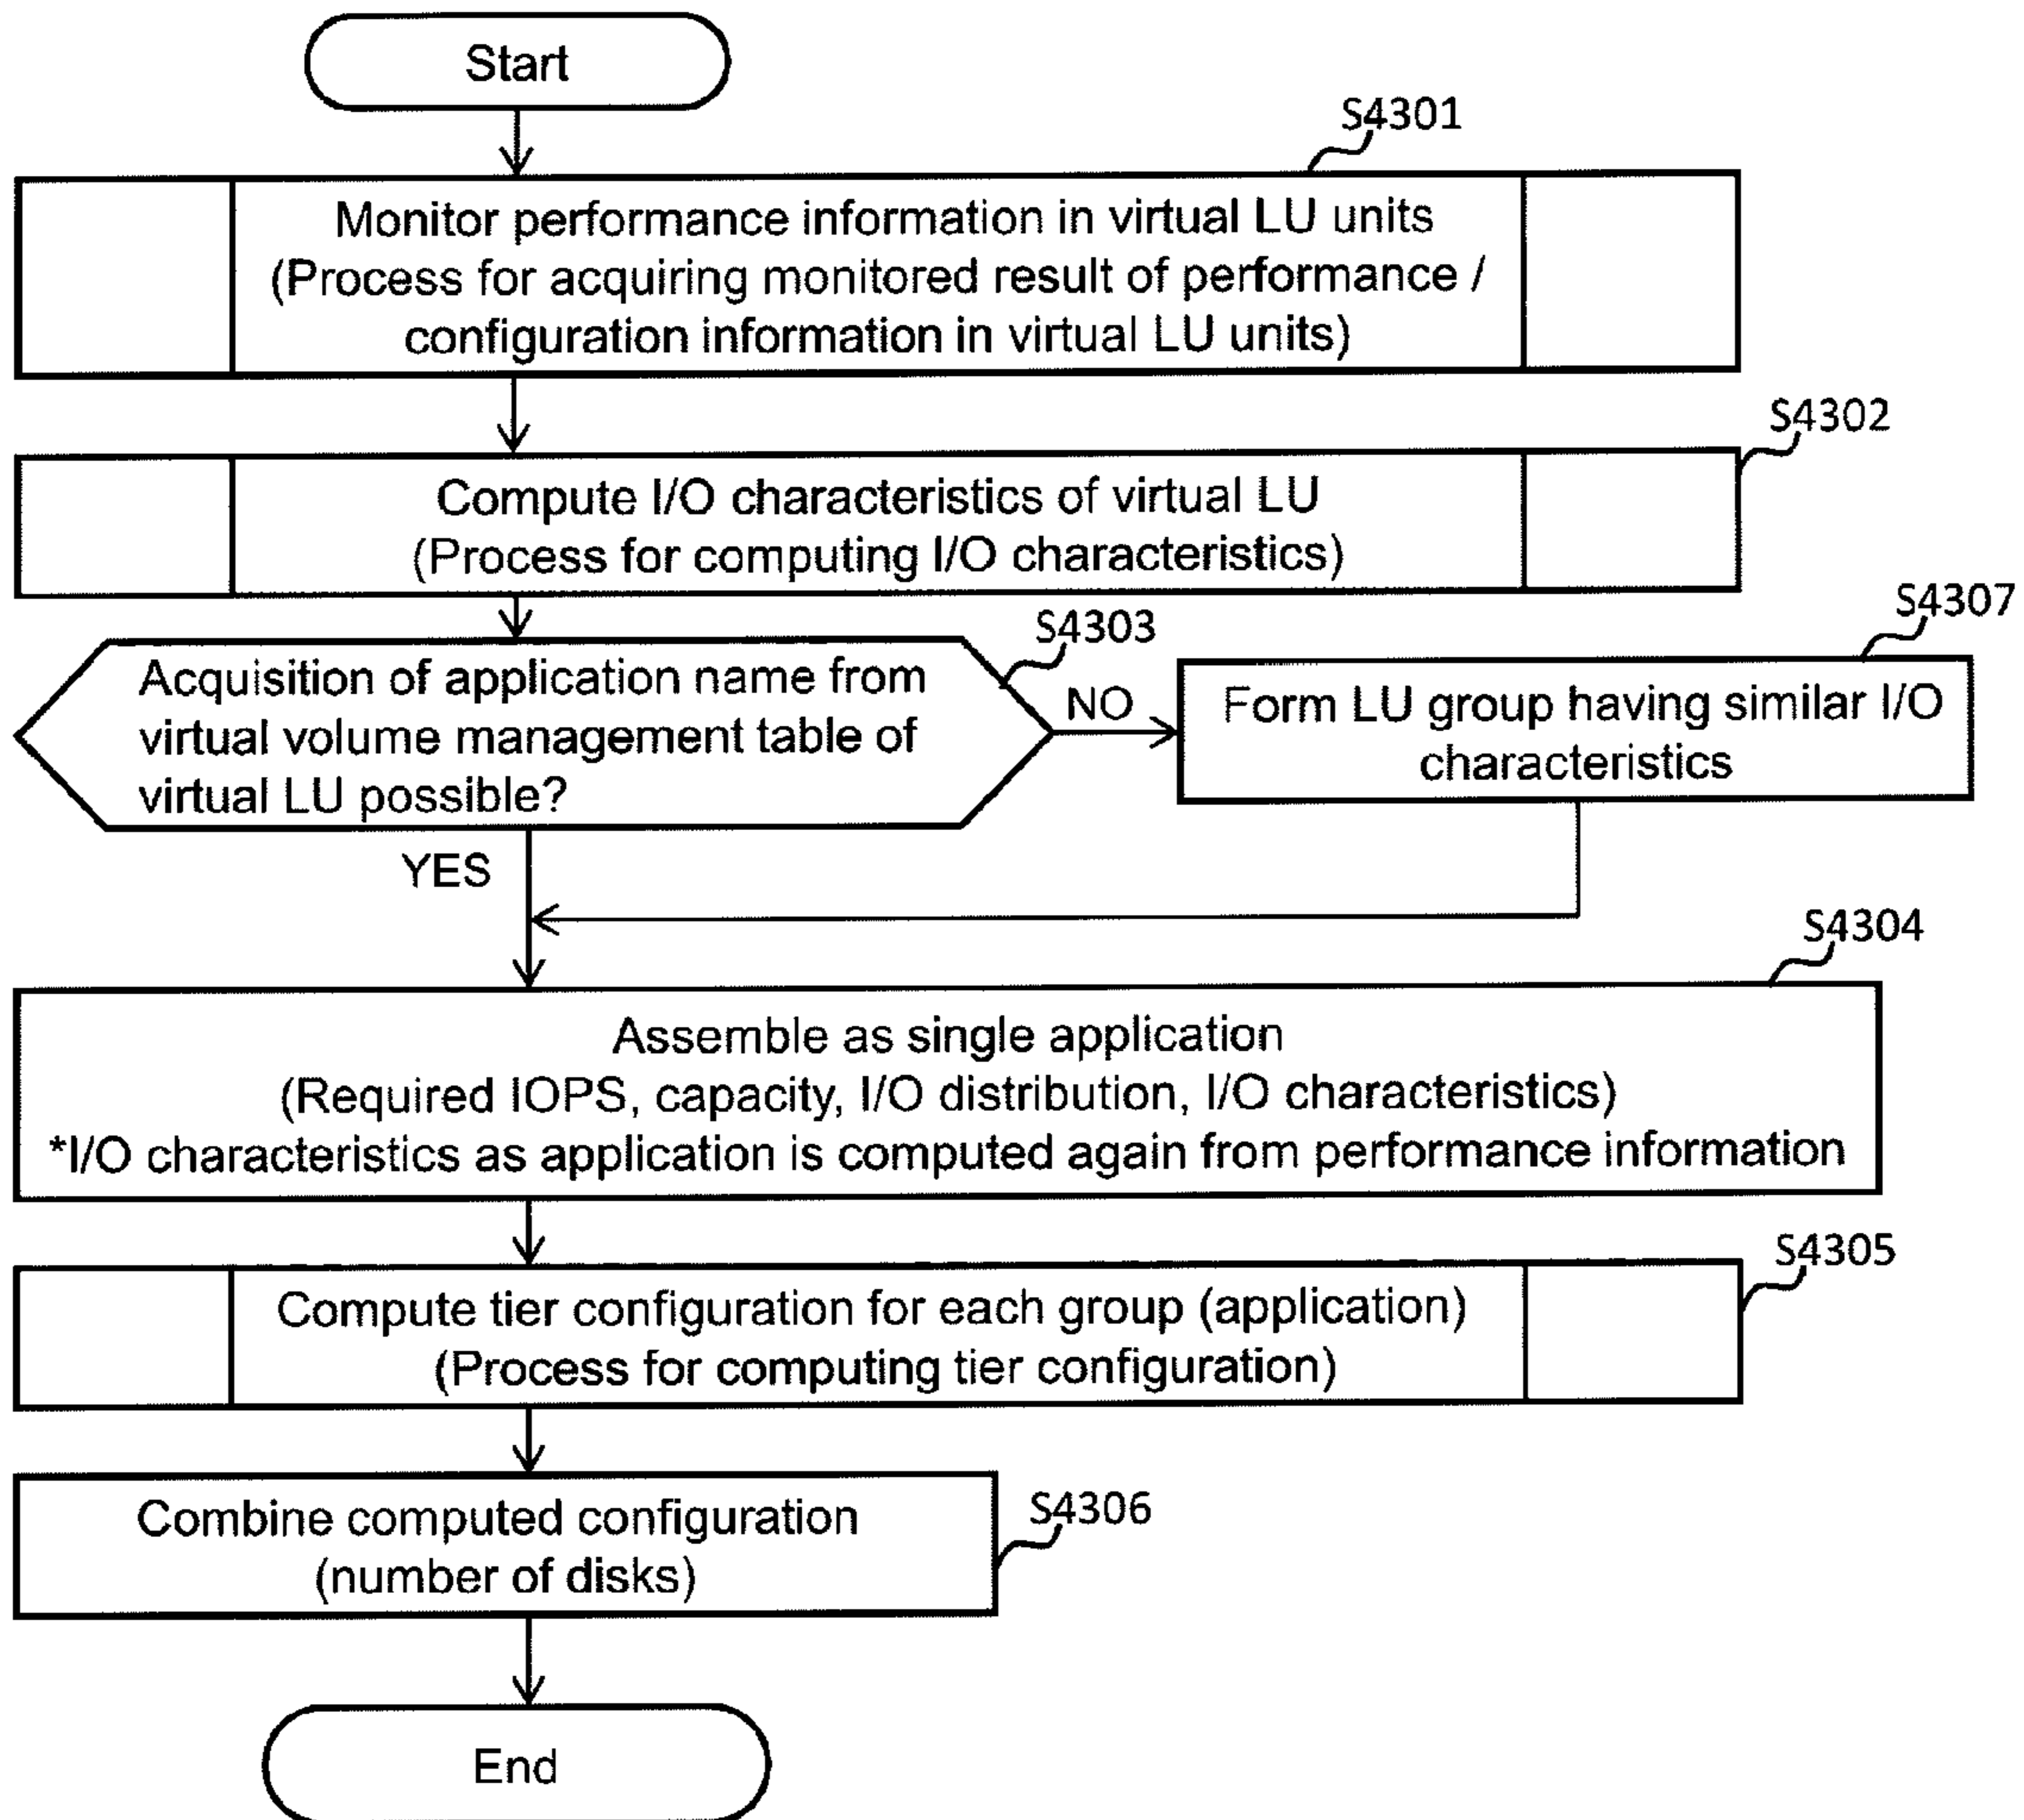 Start
S4301
Monitor performance information in virtual LU units
(Process for acquiring monitored result of performance /
configuration information in virtual LU units)
S4302
Compute I/O characteristics of virtual LU
(Process for computing I/O characteristics)
S4303
Acquisition of application name from
virtual volume management table of
virtual LU possible?
NO
S4307
Form LU group having similar I/O
characteristics
YES
S4304
Assemble as single application
(Required IOPS, capacity, I/O distribution, I/O characteristics)
*I/O characteristics as application is computed again from performance information
S4305
Compute tier configuration for each group (application)
(Process for computing tier configuration)
Combine computed configuration
(number of disks)
S4306
End